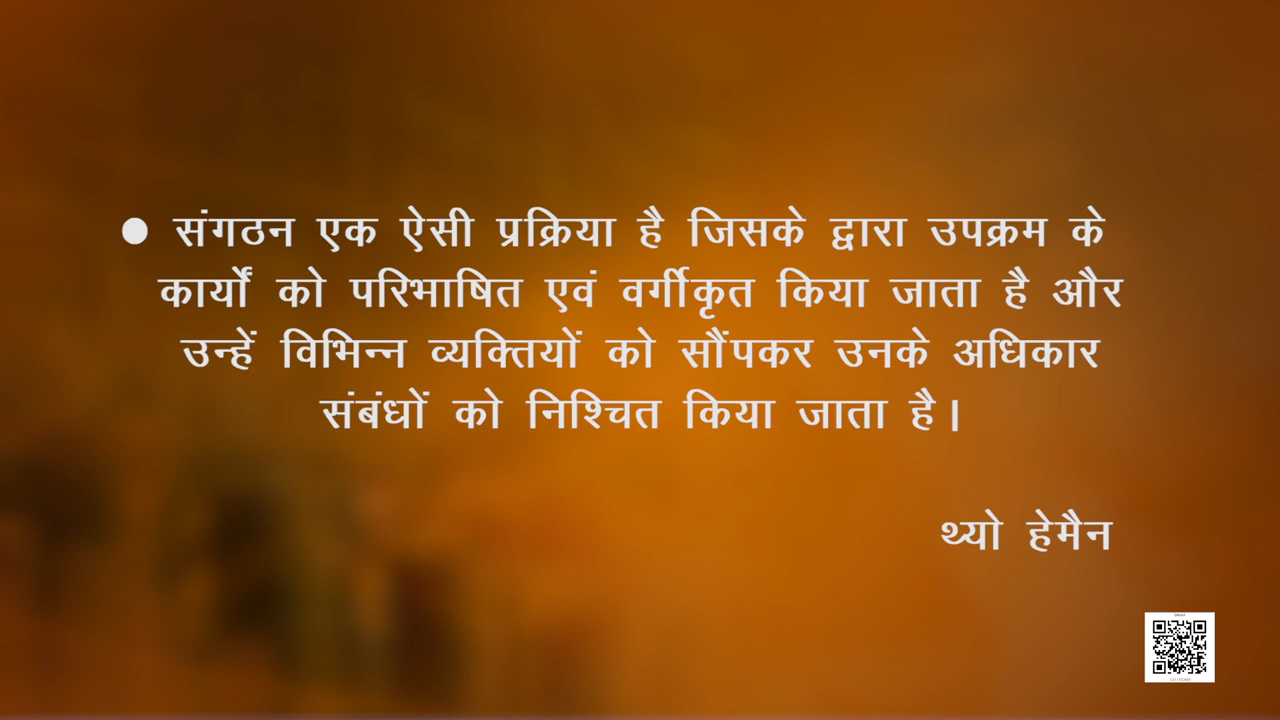 ● संगठन एक ऐसी प्रक्रिया है जिसके द्वारा उपक्रम के
कार्यों को परिभाषित एवं वर्गीकृत किया जाता है और
उन्हें विभिन्न व्यक्तियों को सौंपकर उनके अधिकार
संबंधों को निश्चित किया जाता है।
थ्यो हेमैन